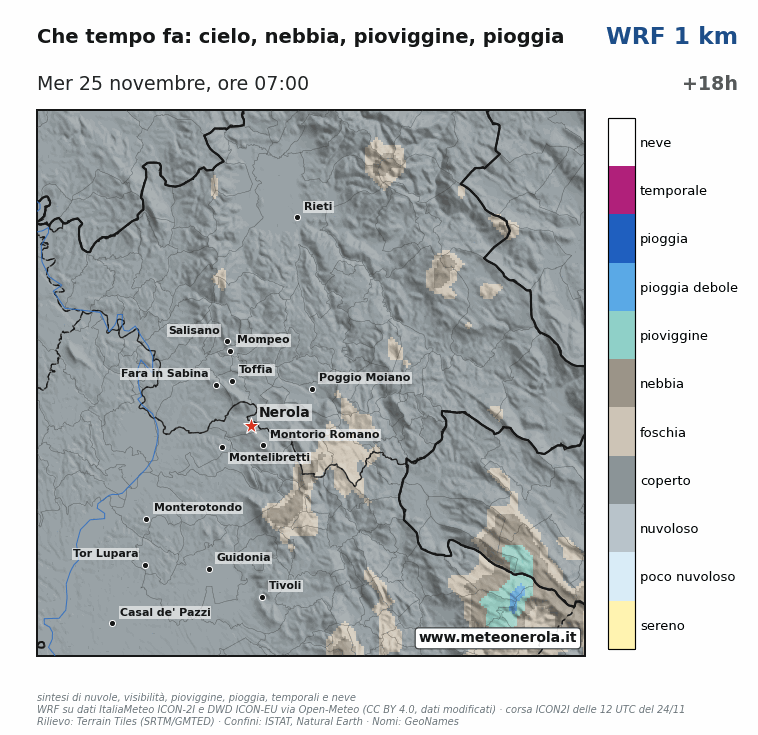 Che tempo fa: cielo, nebbia, pioviggine, pioggia
WRF 1 km
Mer 25 novembre, ore 07:00
+18h
Rieti
Salisano
Mompeo
Fara in Sabina
Toffia
Poggio Moiano
Nerola
Montorio Romano
Montelibretti
Monterotondo
Tor Lupara
Guidonia
Tivoli
Casal de' Pazzi
www.meteonerola.it
neve
temporale
pioggia
pioggia debole
pioviggine
nebbia
foschia
coperto
nuvoloso
poco nuvoloso
sereno
sintesi di nuvole, visibilità, pioviggine, pioggia, temporali e neve
WRF su dati ItaliaMeteo ICON-2I e DWD ICON-EU via Open-Meteo (CC BY 4.0, dati modificati) · corsa ICON2I delle 12 UTC del 24/11
Rilievo: Terrain Tiles (SRTM/GMTED) · Confini: ISTAT, Natural Earth · Nomi: GeoNames